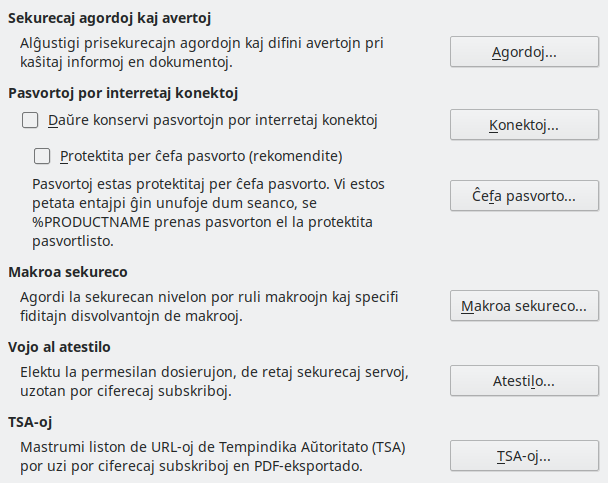 Sekurecaj agordoj kaj avertoj
Alĝustigi prisekurecajn agordojn kaj difini avertojn pri
kaŝitaj informoj en dokumentoj.
Agordoj...
Pasvortoj por interretaj konektoj
Daŭre konservi pasvortojn por interretaj konektoj
Konektoj...
Protektita per ĉefa pasvorto (rekomendite)
Pasvortoj estas protektitaj per ĉefa pasvorto. Vi estos
petata entajpi ĝin unufoje dum seanco, se
%PRODUCTNAME prenas pasvorton el la protektita
pasvortlisto.
Ĉefa pasvorto...
Makroa sekureco
Agordi la sekurecan nivelon por ruli makroojn kaj specifi
fiditajn disvolvantojn de makrooj.
Makroa sekureco...
Vojo al atestilo
Elektu la permesilan dosierujon, de retaj sekurecaj servoj,
uzotan por ciferecaj subskriboj.
Atestilo...
TSA-oj
Mastrumi liston de URL-oj de Tempindika Aŭtoritato (TSA)
por uzi por ciferecaj subskriboj en PDF-eksportado.
TSA-oj...